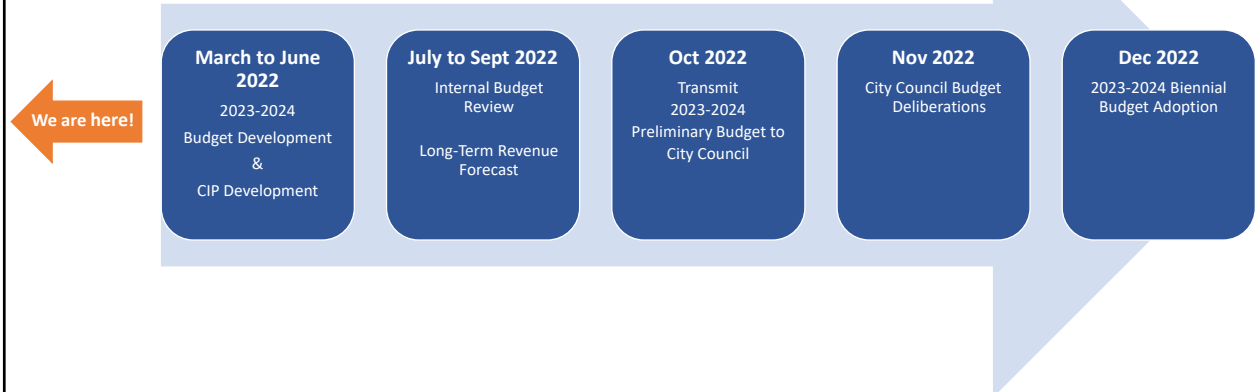 We are here!
March to June
2022
2023-2024
Budget Development
&
CIP Development
July to Sept 2022
Internal Budget
Review
Long-Term Revenue
Forecast
Oct 2022
Transmit
2023-2024
Preliminary Budget to
City Council
Nov 2022
City Council Budget
Deliberations
Dec 2022
2023-2024 Biennial
Budget Adoption